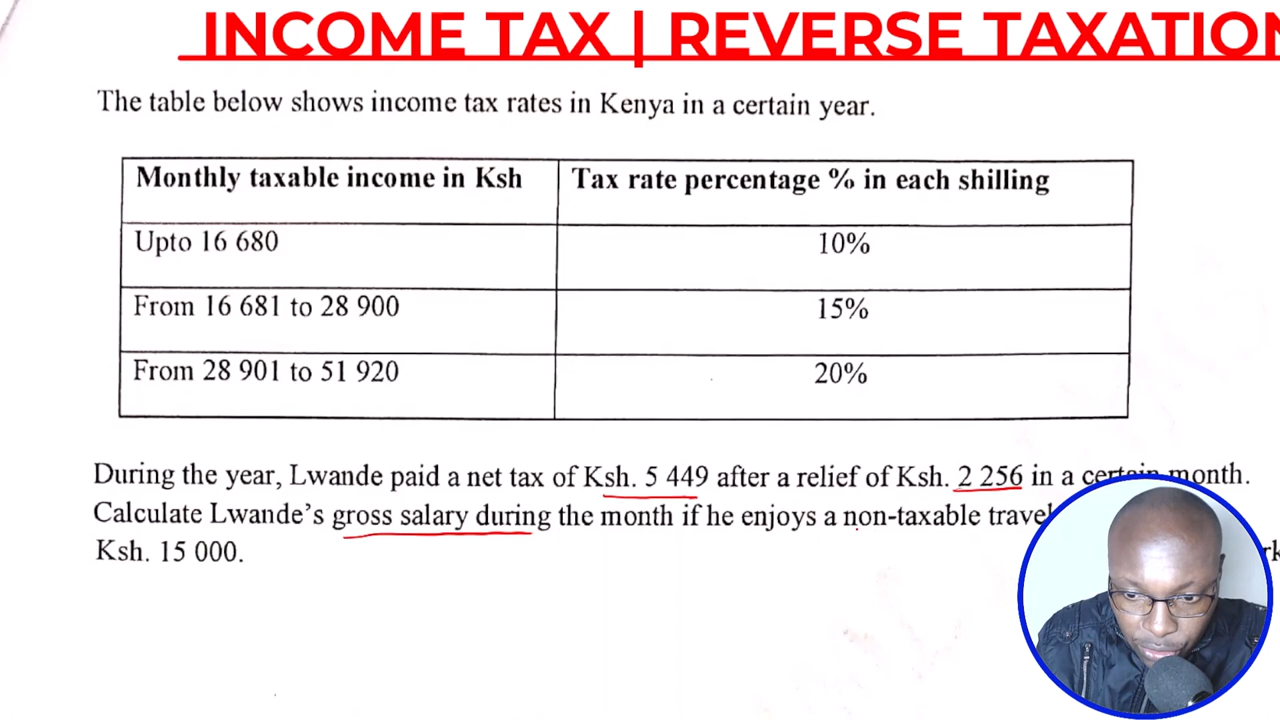 INCOME TAX | REVERSE TAXATION
The table below shows income tax rates in Kenya in a certain year.
Monthly taxable income in Ksh Tax rate percentage % in each shilling
Upto 16 680 10%
From 16 681 to 28 900 15%
From 28 901 to 51 920 20%
During the year, Lwande paid a net tax of Ksh. 5 449 after a relief of Ksh. 2 256 in a certain month.
Calculate Lwande's gross salary during the month if he enjoys a non-taxable travel
Ksh. 15 000.